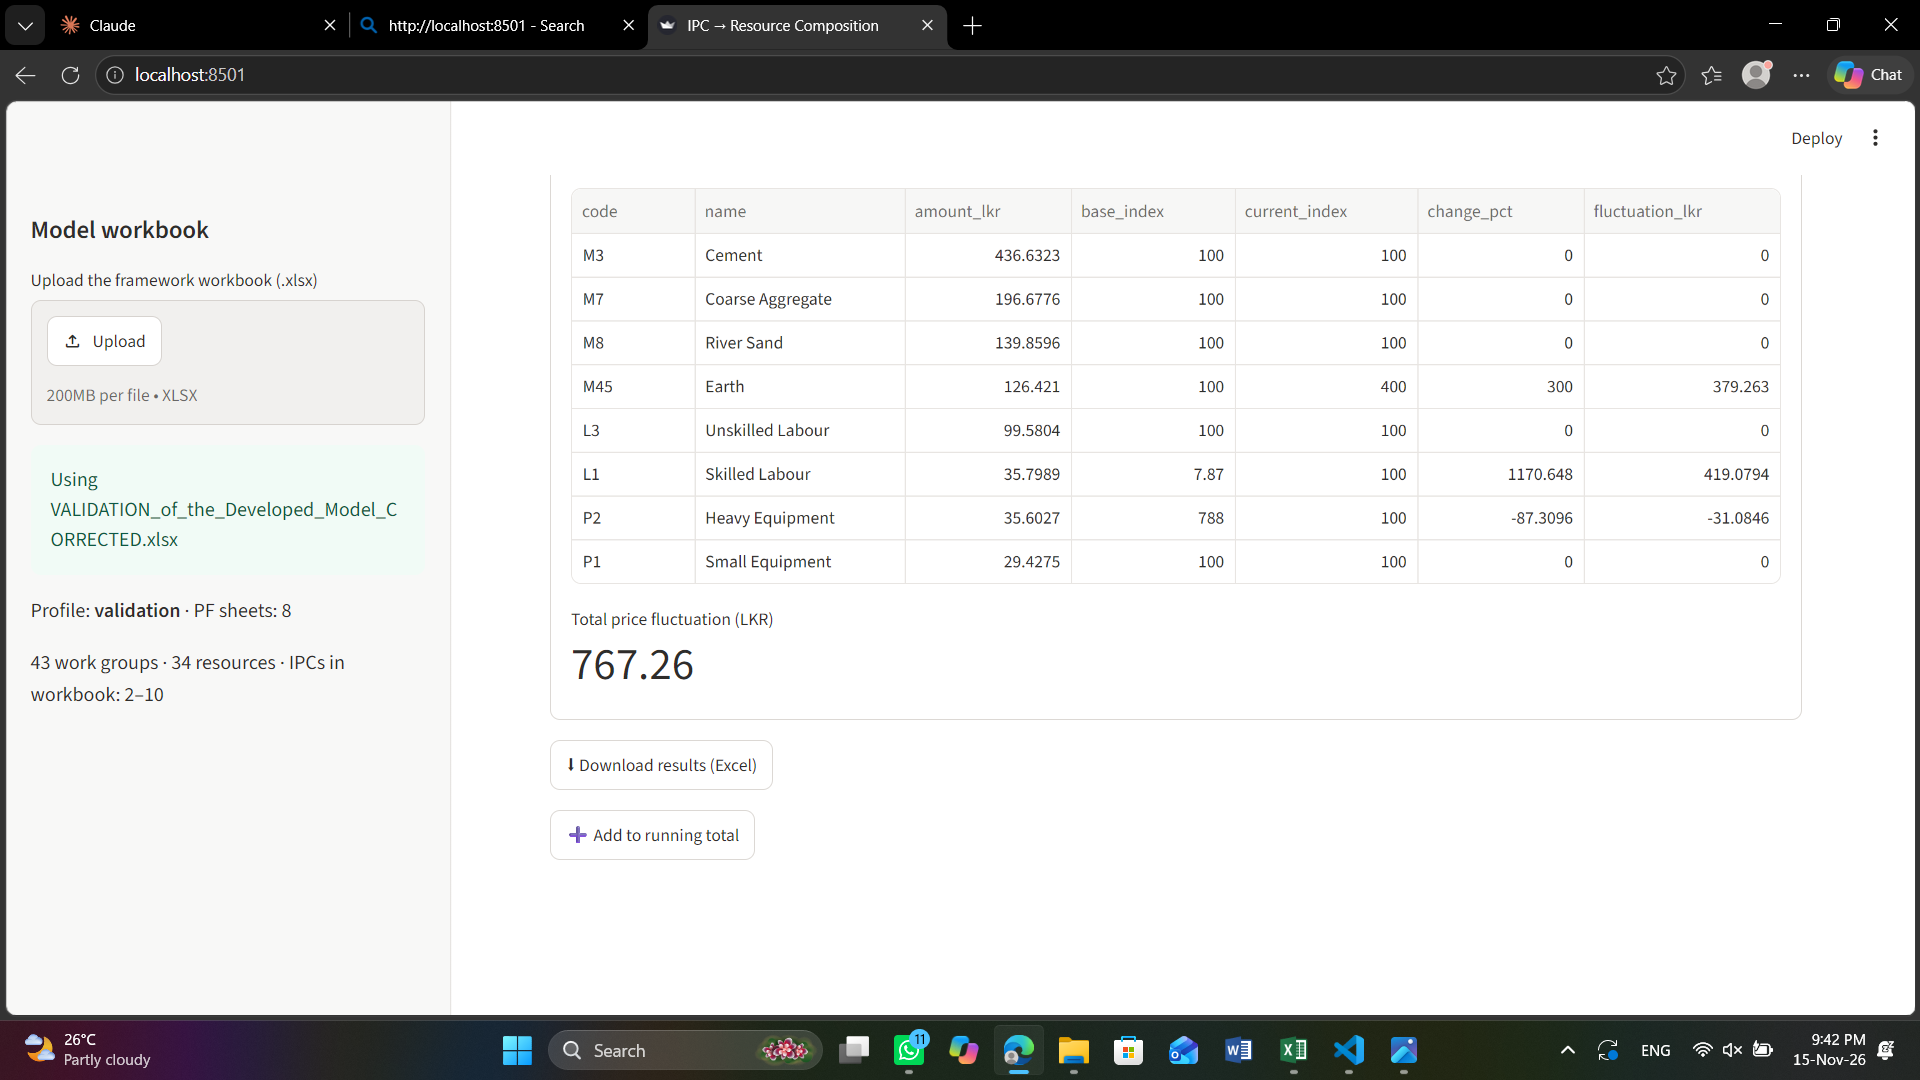 Claude
http://localhost:8501 - Search
IPC → Resource Composition
localhost:8501
Chat
Deploy
Model workbook
Upload the framework workbook (.xlsx)
Upload
200MB per file • XLSX
Using
VALIDATION_of_the_Developed_Model_C
ORRECTED.xlsx
Profile: validation · PF sheets: 8
43 work groups · 34 resources · IPCs in
workbook: 2–10
code name amount_lkr base_index current_index change_pct fluctuation_lkr
M3 Cement 436.6323 100 100 0 0
M7 Coarse Aggregate 196.6776 100 100 0 0
M8 River Sand 139.8596 100 100 0 0
M45 Earth 126.421 100 400 300 379.263
L3 Unskilled Labour 99.5804 100 100 0 0
L1 Skilled Labour 35.7989 7.87 100 1170.648 419.0794
P2 Heavy Equipment 35.6027 788 100 -87.3096 -31.0846
P1 Small Equipment 29.4275 100 100 0 0
Total price fluctuation (LKR)
767.26
Download results (Excel)
Add to running total
26°C
Partly cloudy
Search
11
ENG
9:42 PM
15-Nov-26